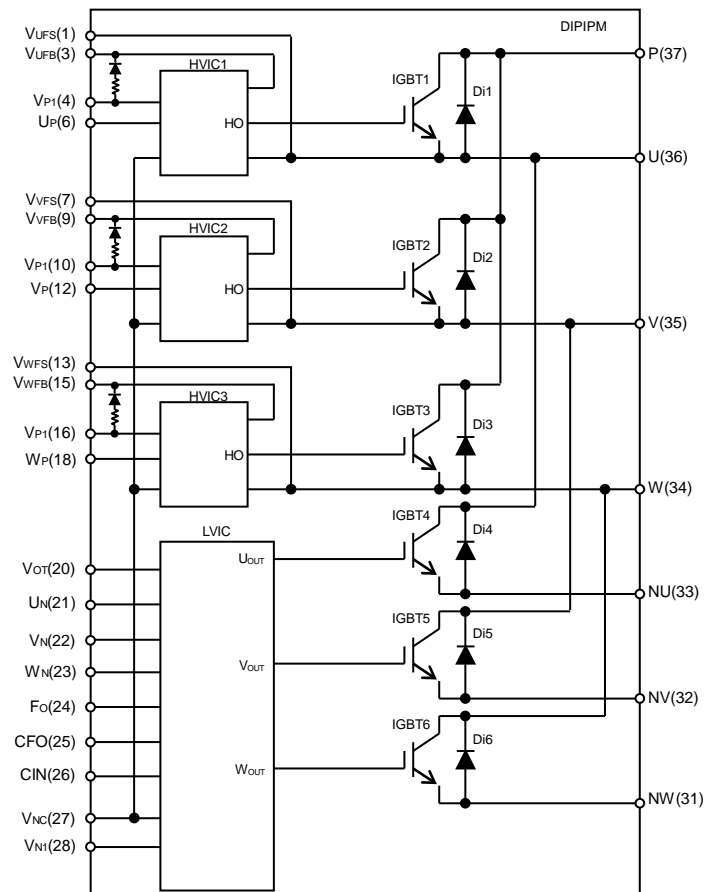 DIPIPM
VUFS(1)
VUFB(3)
HVIC1
IGBT1
Di1
P(37)
VP1(4)
UP(6)
HO
U(36)
VVFS(7)
VVFB(9)
HVIC2
IGBT2
Di2
VP1(10)
VP(12)
HO
V(35)
VWFS(13)
VWFB(15)
HVIC3
IGBT3
Di3
VP1(16)
WP(18)
HO
W(34)
LVIC
IGBT4
Di4
UOUT
VOT(20)
UN(21)
NU(33)
VN(22)
IGBT5
Di5
VOUT
WN(23)
NV(32)
FO(24)
CFO(25)
IGBT6
Di6
WOUT
CIN(26)
NW(31)
VNC(27)
VN1(28)